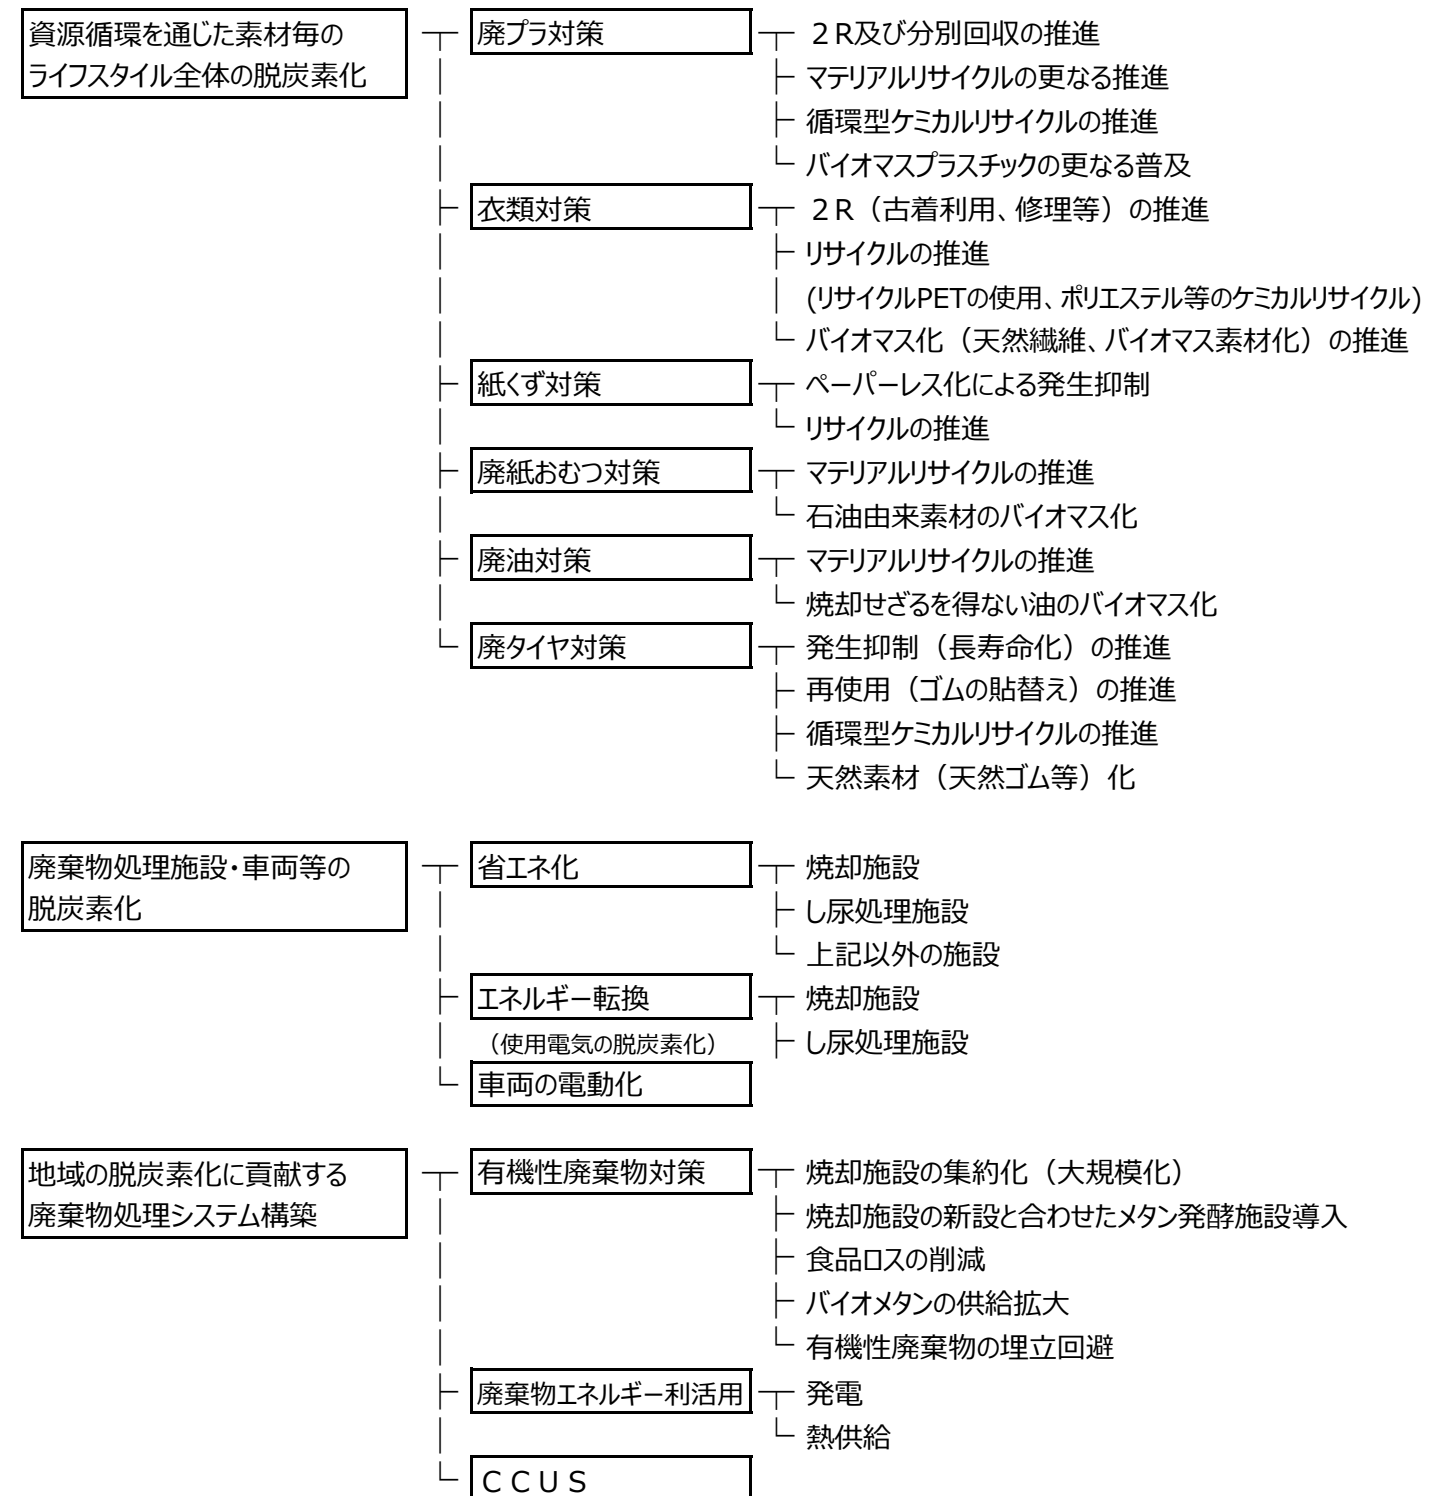 資源循環を通じた素材毎の
ライフスタイル全体の脱炭素化
廃プラ対策
２R及び分別回収の推進
マテリアルリサイクルの更なる推進
循環型ケミカルリサイクルの推進
バイオマスプラスチックの更なる普及
衣類対策
２R（古着利用、修理等）の推進
リサイクルの推進
(リサイクルPETの使用、ポリエステル等のケミカルリサイクル)
バイオマス化（天然繊維、バイオマス素材化）の推進
紙くず対策
ペーパーレス化による発生抑制
リサイクルの推進
廃紙おむつ対策
マテリアルリサイクルの推進
石油由来素材のバイオマス化
廃油対策
マテリアルリサイクルの推進
焼却せざるを得ない油のバイオマス化
廃タイヤ対策
発生抑制（長寿命化）の推進
再使用（ゴムの貼替え）の推進
循環型ケミカルリサイクルの推進
天然素材（天然ゴム等）化
廃棄物処理施設・車両等の
脱炭素化
省エネ化
焼却施設
し尿処理施設
上記以外の施設
エネルギー転換
（使用電気の脱炭素化）
焼却施設
し尿処理施設
車両の電動化
地域の脱炭素化に貢献する
廃棄物処理システム構築
有機性廃棄物対策
焼却施設の集約化（大規模化）
焼却施設の新設と合わせたメタン発酵施設導入
食品ロスの削減
バイオメタンの供給拡大
有機性廃棄物の埋立回避
廃棄物エネルギー利活用
発電
熱供給
ＣＣＵＳ